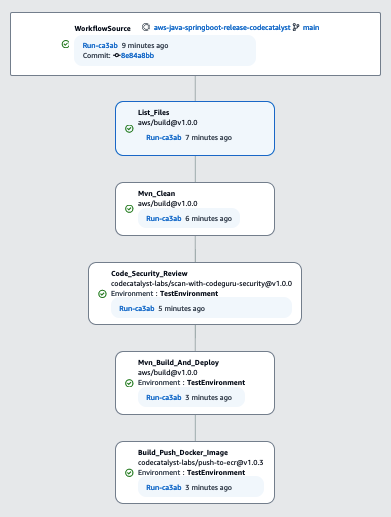 WorkflowSource aws-java-springboot-release-codecatalyst main
Run-ca3ab 9 minutes ago
Commit: 8e84a8bb
List_Files
aws/build@v1.0.0
Run-ca3ab 7 minutes ago
Mvn_Clean
aws/build@v1.0.0
Run-ca3ab 6 minutes ago
Code_Security_Review
codecatalyst-labs/scan-with-codeguru-security@v1.0.0
Environment : TestEnvironment
Run-ca3ab 5 minutes ago
Mvn_Build_And_Deploy
aws/build@v1.0.0
Environment : TestEnvironment
Run-ca3ab 3 minutes ago
Build_Push_Docker_Image
codecatalyst-labs/push-to-ecr@v1.0.3
Environment : TestEnvironment
Run-ca3ab 3 minutes ago